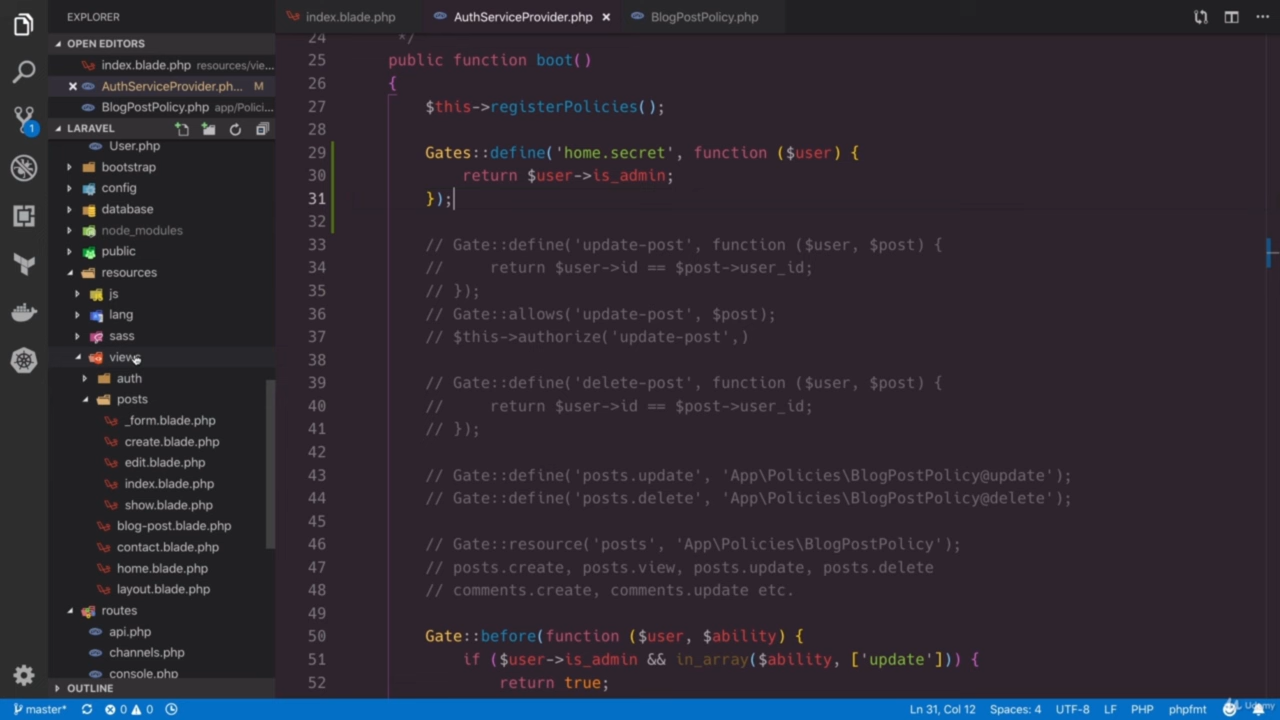 EXPLORER
index.blade.php
AuthServiceProvider.php
BlogPostPolicy.php
OPEN EDITORS
index.blade.php resources/vie...
AuthServiceProvider.ph... M
BlogPostPolicy.php app/Polici...
1
LARAVEL
User.php
bootstrap
config
database
node_modules
public
resources
js
lang
sass
views
auth
posts
_form.blade.php
create.blade.php
edit.blade.php
index.blade.php
show.blade.php
blog-post.blade.php
contact.blade.php
home.blade.php
layout.blade.php
routes
api.php
channels.php
console.php
OUTLINE
24 */
25 public function boot()
26 {
27 $this->registerPolicies();
28
29 Gates::define('home.secret', function ($user) {
30 return $user->is_admin;
31 });
32
33 // Gate::define('update-post', function ($user, $post) {
34 // return $user->id == $post->user_id;
35 // });
36 // Gate::allows('update-post', $post);
37 // $this->authorize('update-post',)
38
39 // Gate::define('delete-post', function ($user, $post) {
40 // return $user->id == $post->user_id;
41 // });
42
43 // Gate::define('posts.update', 'App\Policies\BlogPostPolicy@update');
44 // Gate::define('posts.delete', 'App\Policies\BlogPostPolicy@delete');
45
46 // Gate::resource('posts', 'App\Policies\BlogPostPolicy');
47 // posts.create, posts.view, posts.update, posts.delete
48 // comments.create, comments.update etc.
49
50 Gate::before(function ($user, $ability) {
51 if ($user->is_admin && in_array($ability, ['update'])) {
52 return true;
master* 0 0 Ln 31, Col 12 Spaces: 4 UTF-8 LF PHP phpfmt
Udemy